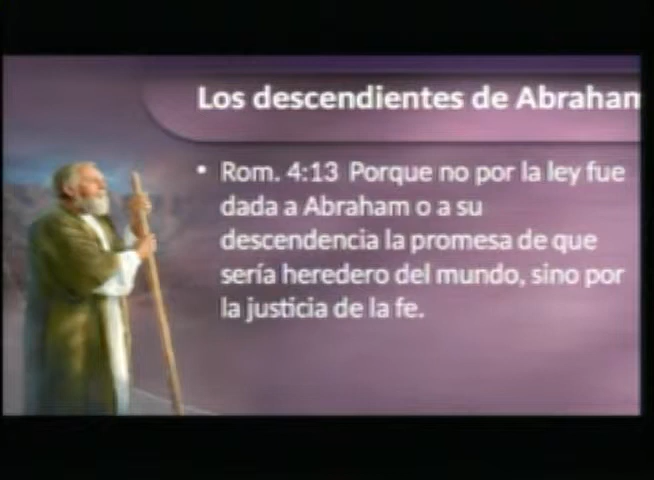 Los descendientes de Abraham
• Rom. 4:13 Porque no por la ley fue
dada a Abraham o a su
descendencia la promesa de que
sería heredero del mundo, sino por
la justicia de la fe.